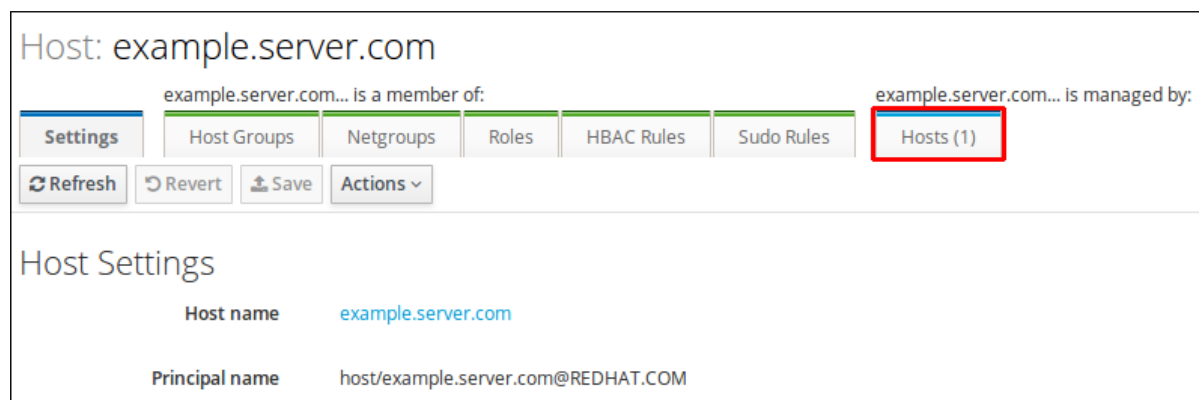 Host: example.server.com
example.server.com... is a member of: example.server.com... is managed by:
Settings Host Groups Netgroups Roles HBAC Rules Sudo Rules Hosts (1)
Refresh Revert Save Actions
Host Settings
Host name example.server.com
Principal name host/example.server.com@REDHAT.COM